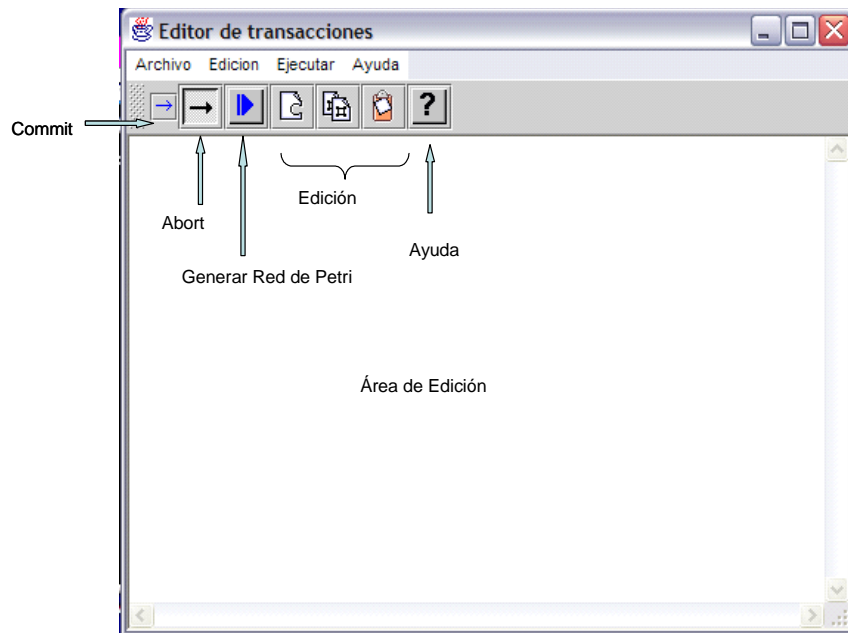 Editor de transacciones
Archivo Edicion Ejecutar Ayuda
?
Commit
Edición
Abort
Ayuda
Generar Red de Petri
Área de Edición